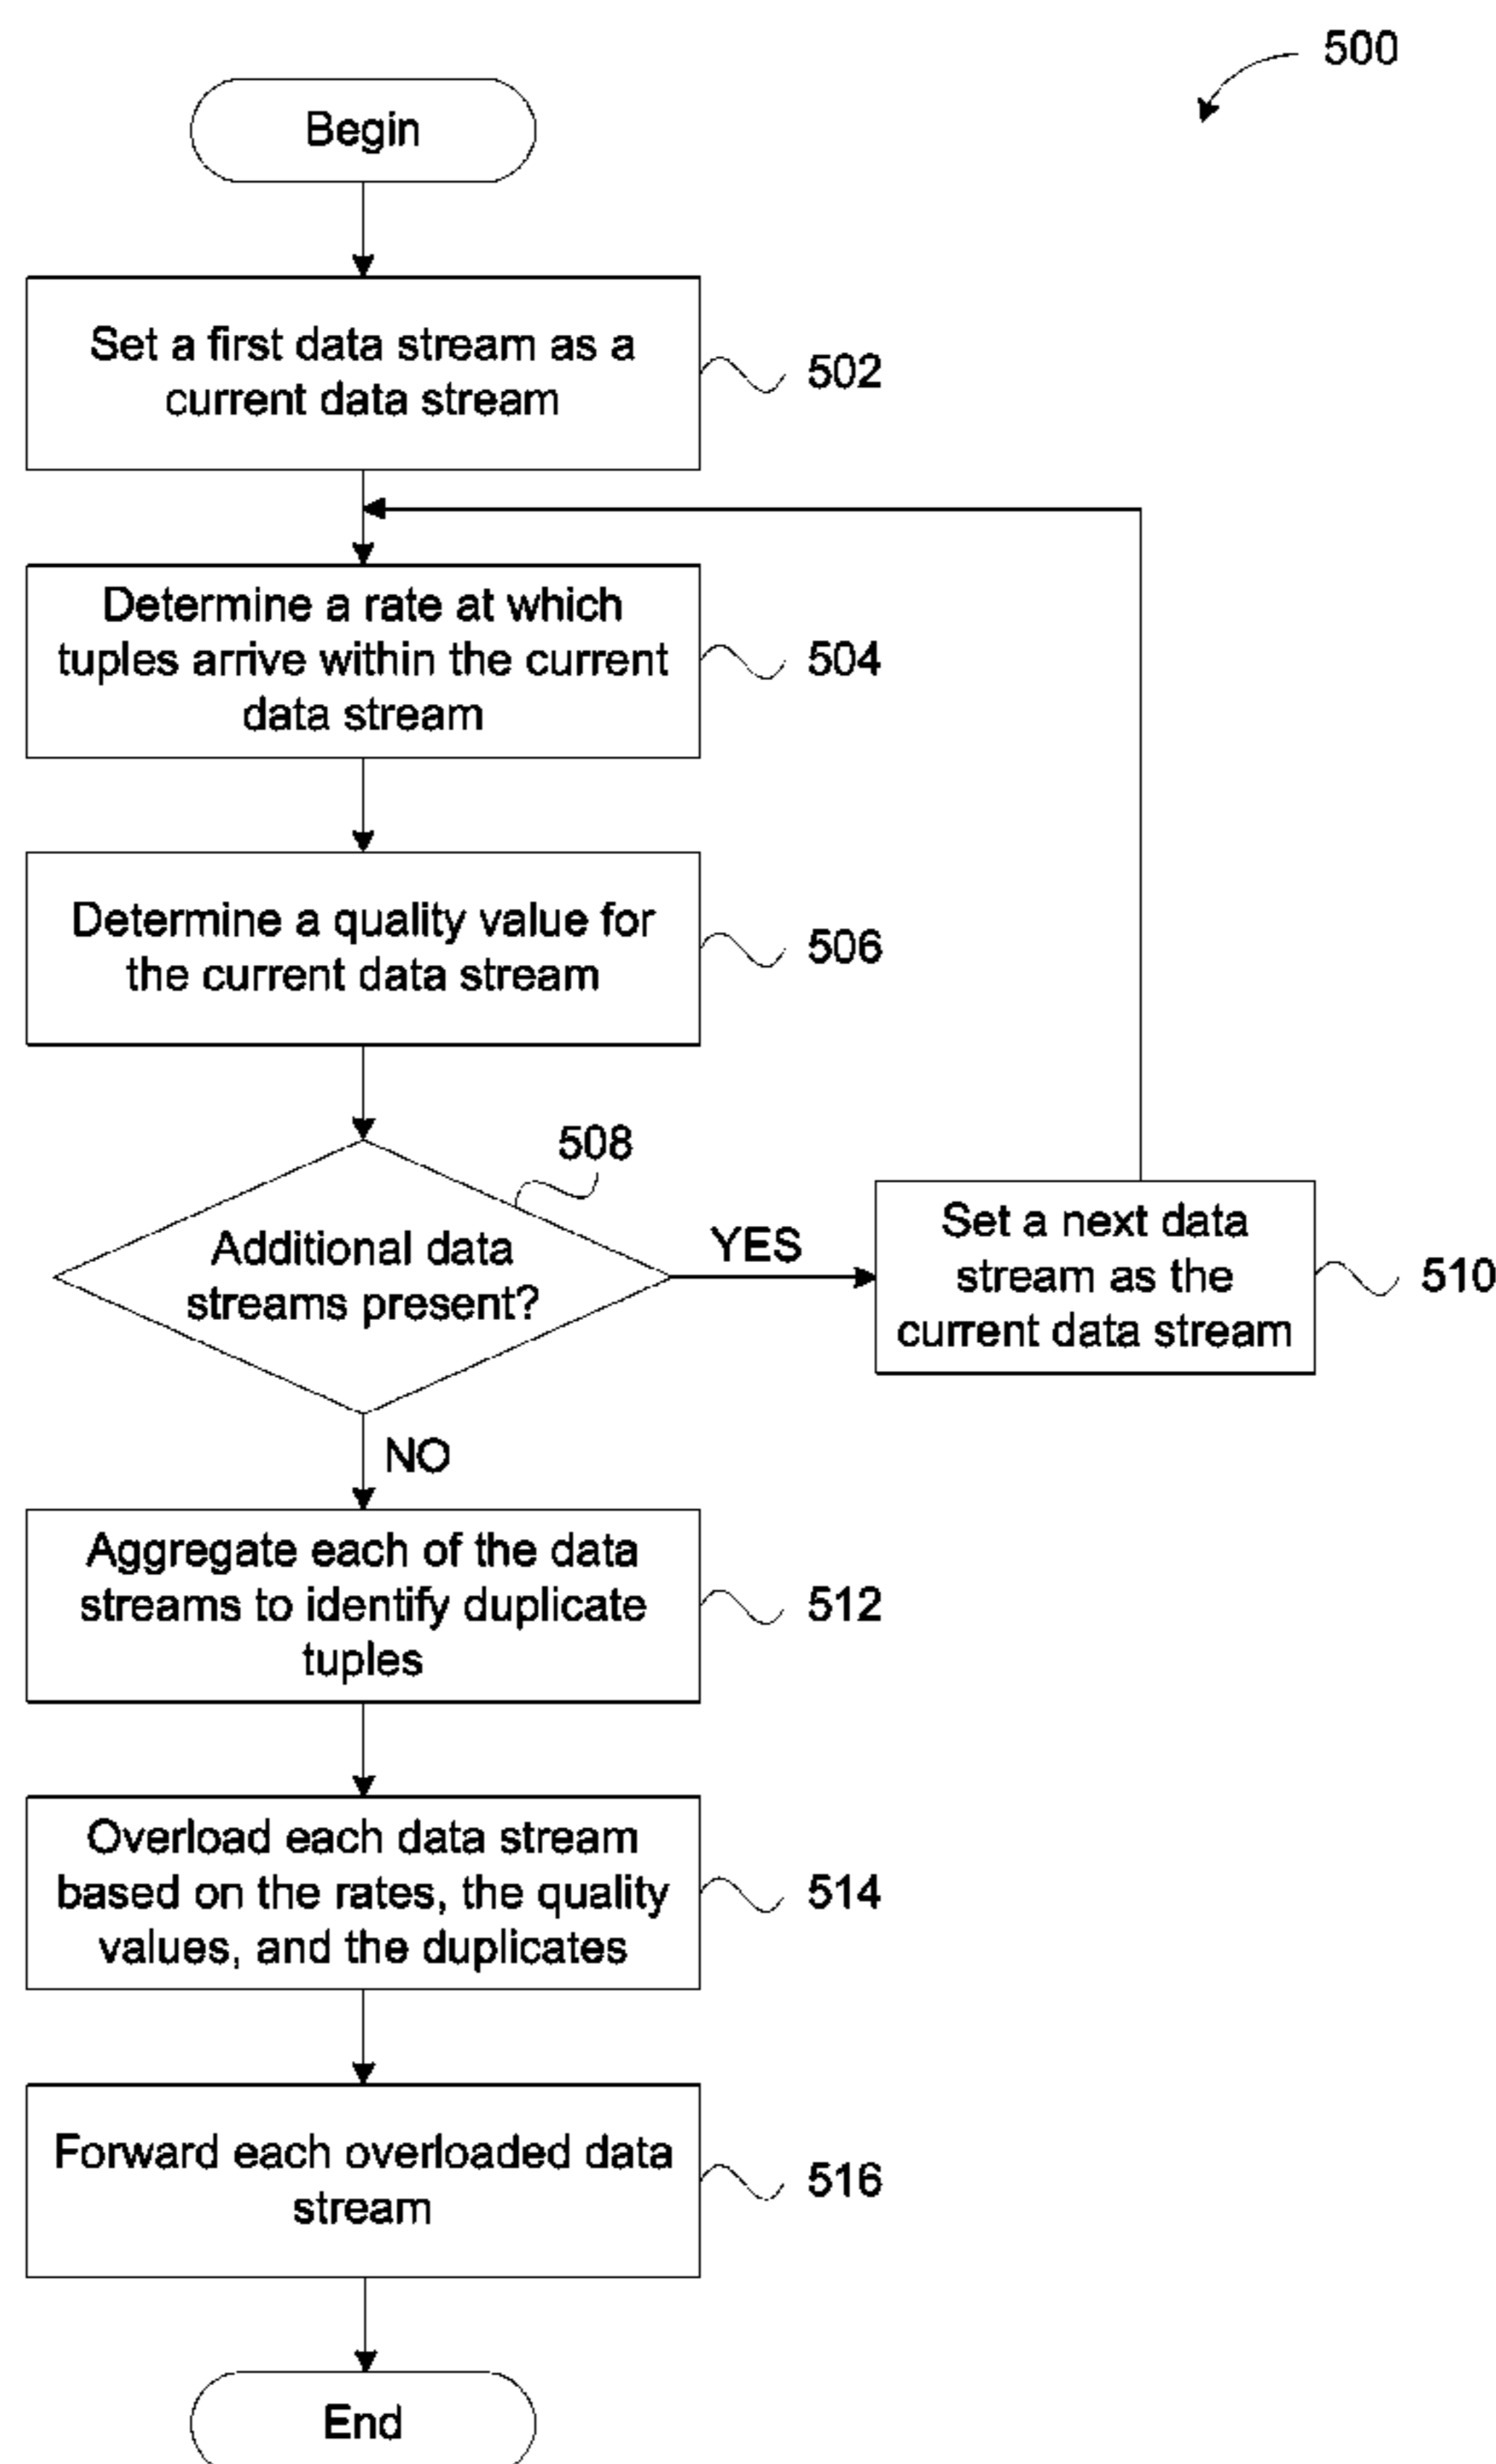 500
Begin
Set a first data stream as a
current data stream
502
Determine a rate at which
tuples arrive within the current
data stream
504
Determine a quality value for
the current data stream
506
508
Additional data
streams present?
YES
Set a next data
stream as the
current data stream
510
NO
Aggregate each of the data
streams to identify duplicate
tuples
512
Overload each data stream
based on the rates, the quality
values, and the duplicates
514
Forward each overloaded data
stream
516
End